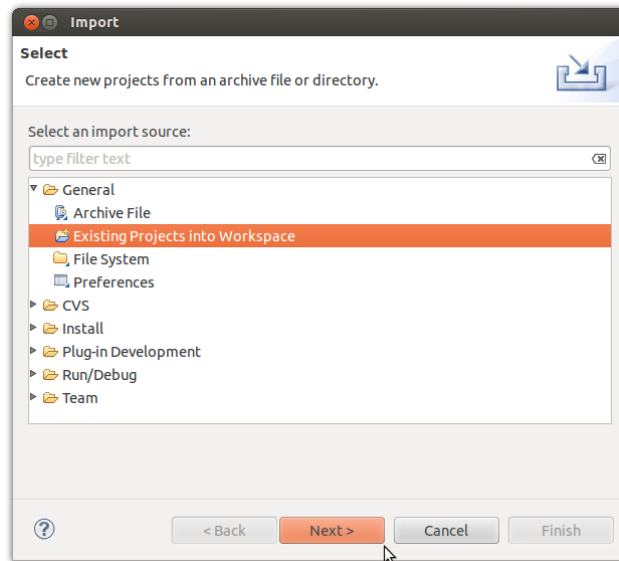 Import
Select
Create new projects from an archive file or directory.
Select an import source:
type filter text
General
Archive File
Existing Projects into Workspace
File System
Preferences
CVS
Install
Plug-in Development
Run/Debug
Team
? < Back Next > Cancel Finish